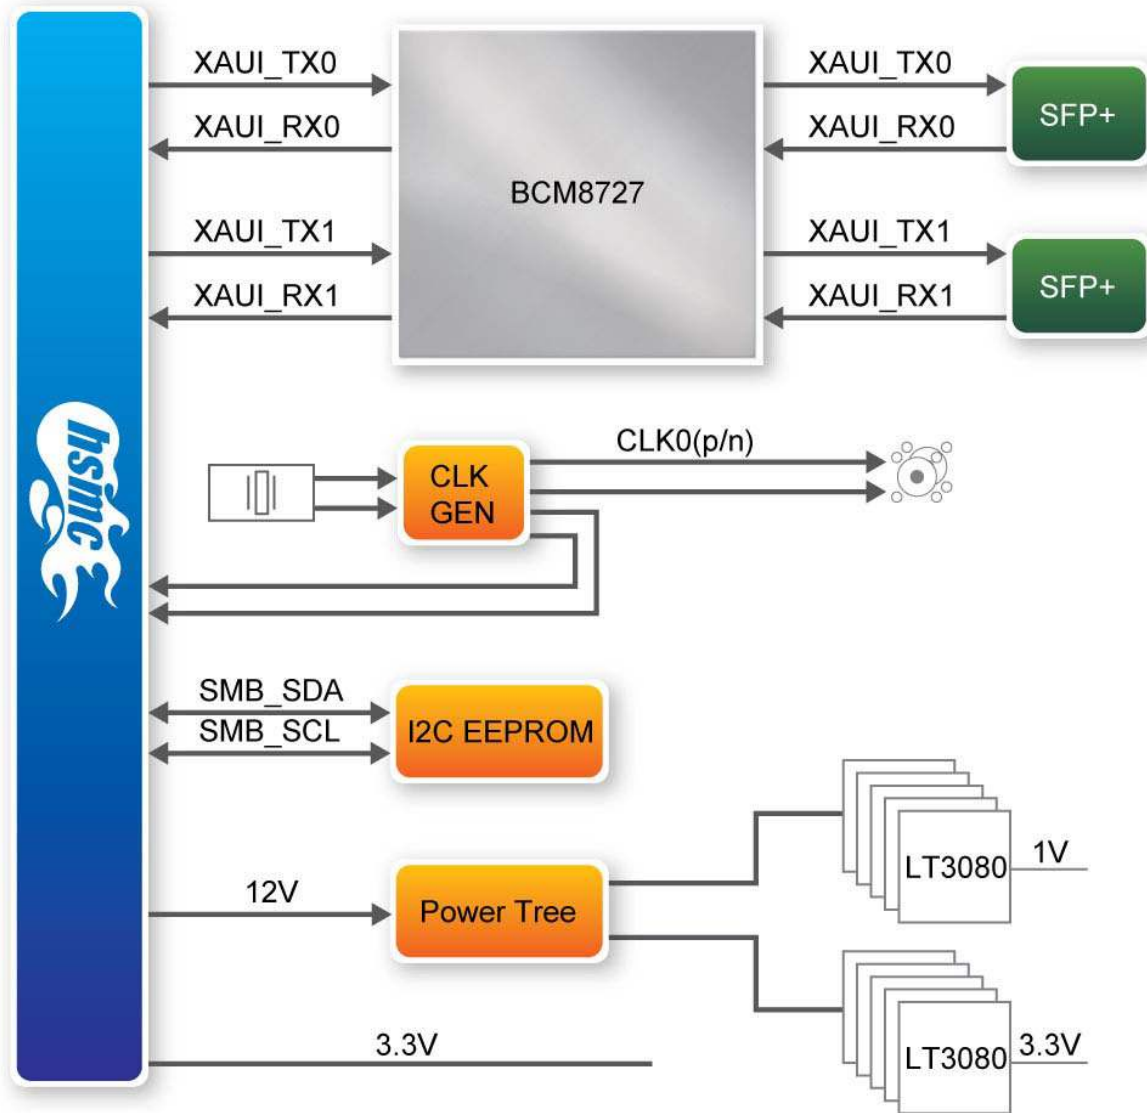 XAUI_TX0
XAUI_RX0
XAUI_TX1
XAUI_RX1
BCM8727
XAUI_TX0
XAUI_RX0
XAUI_TX1
XAUI_RX1
SFP+
SFP+
hsmc
CLK
GEN
CLK0(p/n)
SMB_SDA
SMB_SCL
I2C EEPROM
12V
Power Tree
LT3080
1V
LT3080
3.3V
3.3V